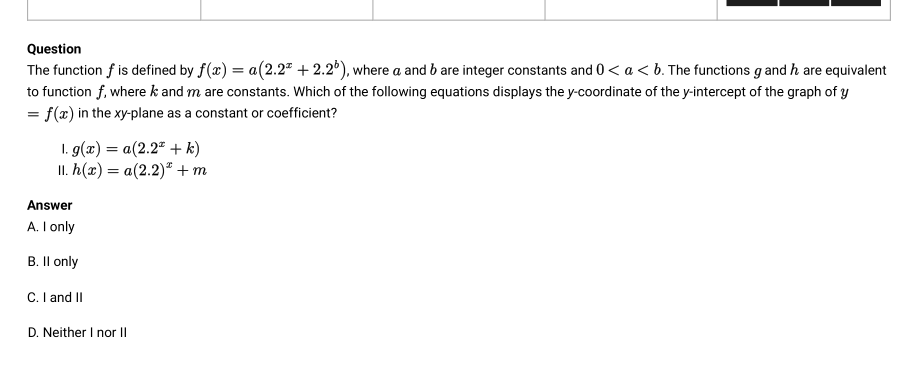 Question
The function f is defined by f(x) = a(2.2ˣ + 2.2ᵇ), where a and b are integer constants and 0 < a < b. The functions g and h are equivalent
to function f, where k and m are constants. Which of the following equations displays the y-coordinate of the y-intercept of the graph of y
= f(x) in the xy-plane as a constant or coefficient?
I. g(x) = a(2.2ˣ + k)
II. h(x) = a(2.2)ˣ + m
Answer
A. I only
B. II only
C. I and II
D. Neither I nor II